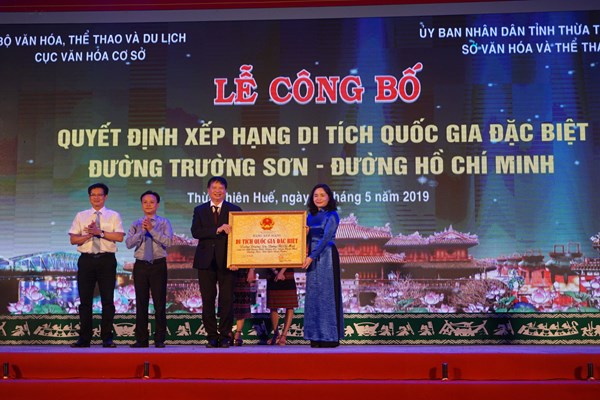 BỘ VĂN HÓA, THỂ THAO VÀ DU LỊCH
CỤC VĂN HÓA CƠ SỞ
ỦY BAN NHÂN DÂN TỈNH THỪA T
SỞ VĂN HÓA VÀ THỂ THA
LỄ CÔNG BỐ
QUYẾT ĐỊNH XẾP HẠNG DI TÍCH QUỐC GIA ĐẶC BIỆT
ĐƯỜNG TRƯỜNG SƠN - ĐƯỜNG HỒ CHÍ MINH
Thừa Thiên Huế, ngày tháng 5 năm 2019
DI TÍCH QUỐC GIA ĐẶC BIỆT